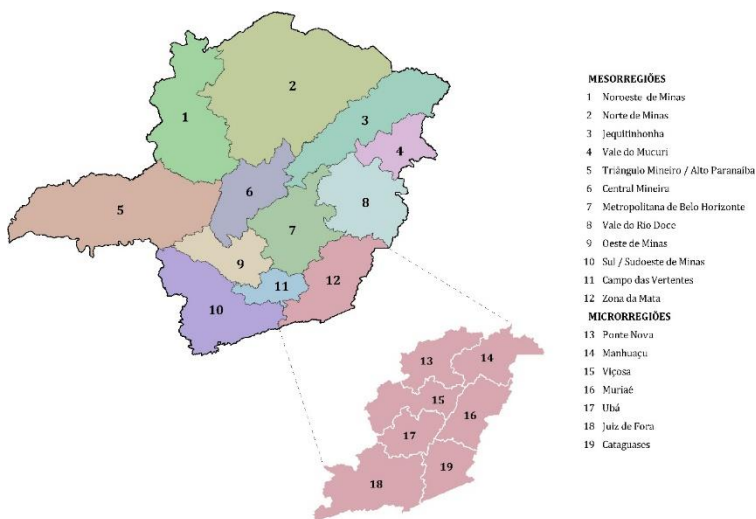 1
2
3
4
5
6
7
8
9
10
11
12
13
14
15
16
17
18
19
MESORREGIÕES
1 Noroeste de Minas
2 Norte de Minas
3 Jequitinhonha
4 Vale do Mucuri
5 Triângulo Mineiro / Alto Paranaiba
6 Central Mineira
7 Metropolitana de Belo Horizonte
8 Vale do Rio Doce
9 Oeste de Minas
10 Sul / Sudoeste de Minas
11 Campo das Vertentes
12 Zona da Mata
MICRORREGIÕES
13 Ponte Nova
14 Manhuaçu
15 Viçosa
16 Muriaé
17 Ubá
18 Juiz de Fora
19 Cataguases